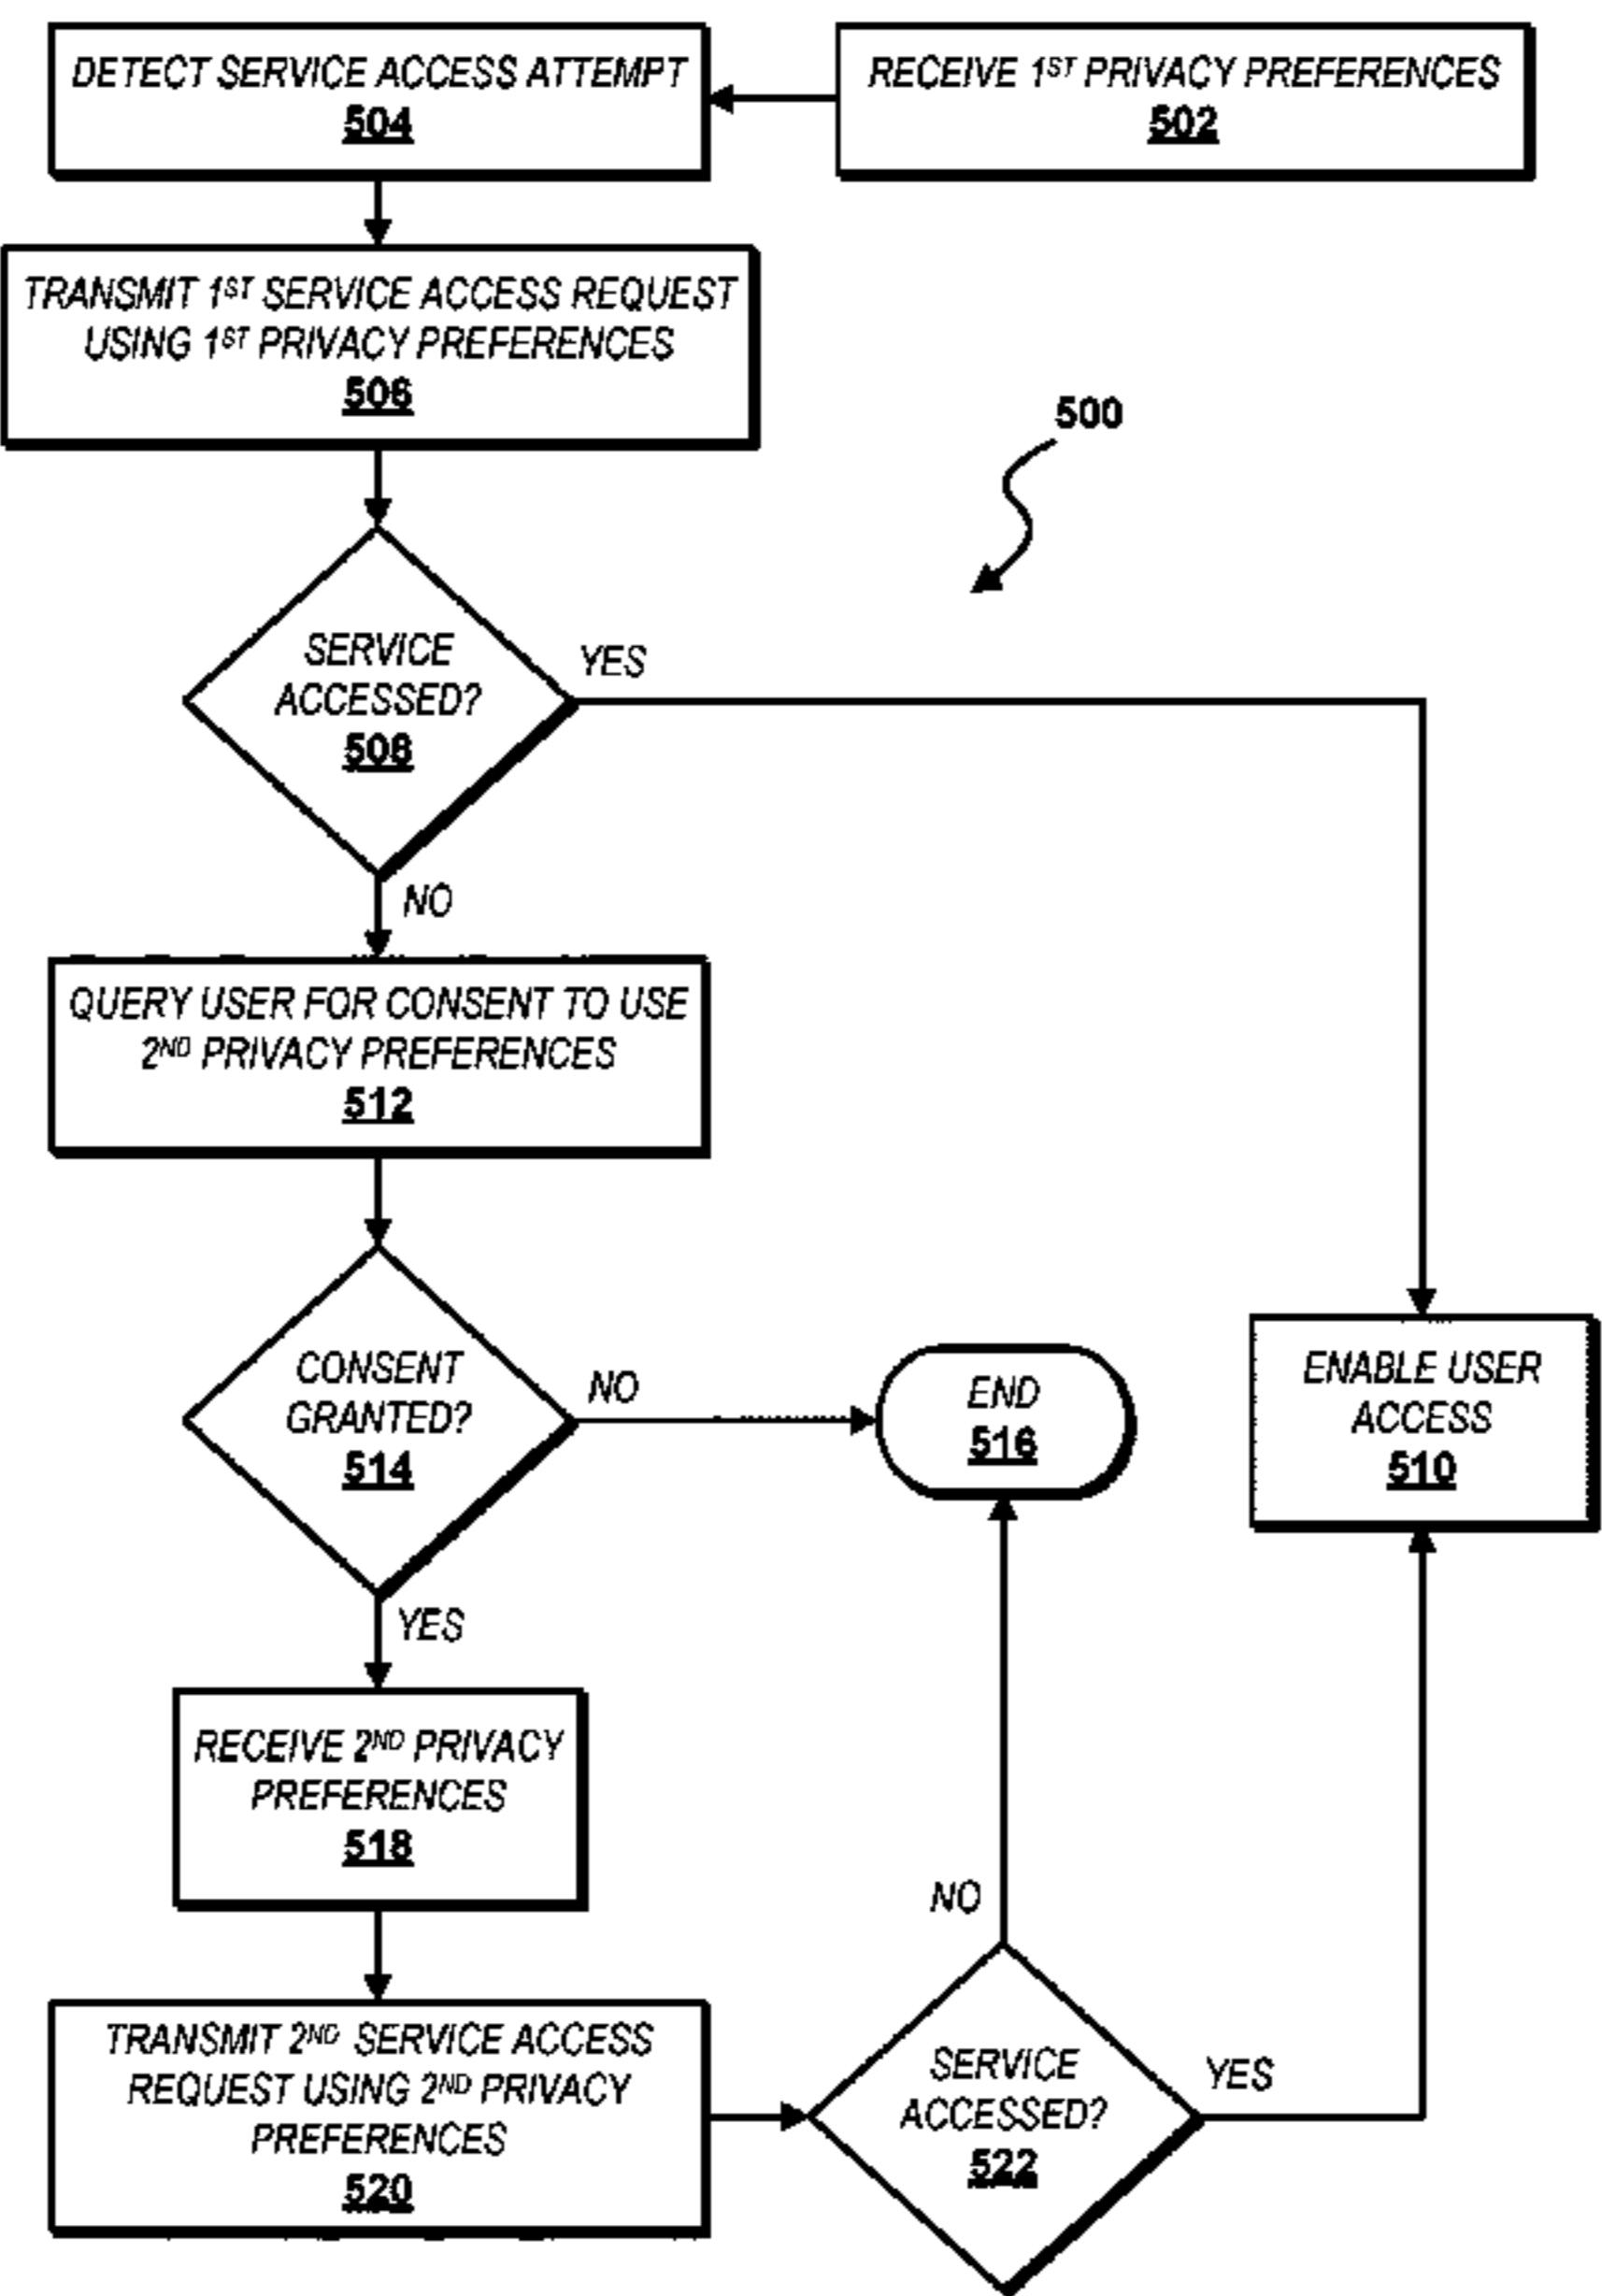 DETECT SERVICE ACCESS ATTEMPT
504
RECEIVE 1ST PRIVACY PREFERENCES
502
TRANSMIT 1ST SERVICE ACCESS REQUEST
USING 1ST PRIVACY PREFERENCES
506
500
SERVICE
ACCESSED?
508
YES
NO
QUERY USER FOR CONSENT TO USE
2ND PRIVACY PREFERENCES
512
CONSENT
GRANTED?
514
NO
YES
END
516
ENABLE USER
ACCESS
510
RECEIVE 2ND PRIVACY
PREFERENCES
518
TRANSMIT 2ND SERVICE ACCESS
REQUEST USING 2ND PRIVACY
PREFERENCES
520
NO
SERVICE
ACCESSED?
522
YES